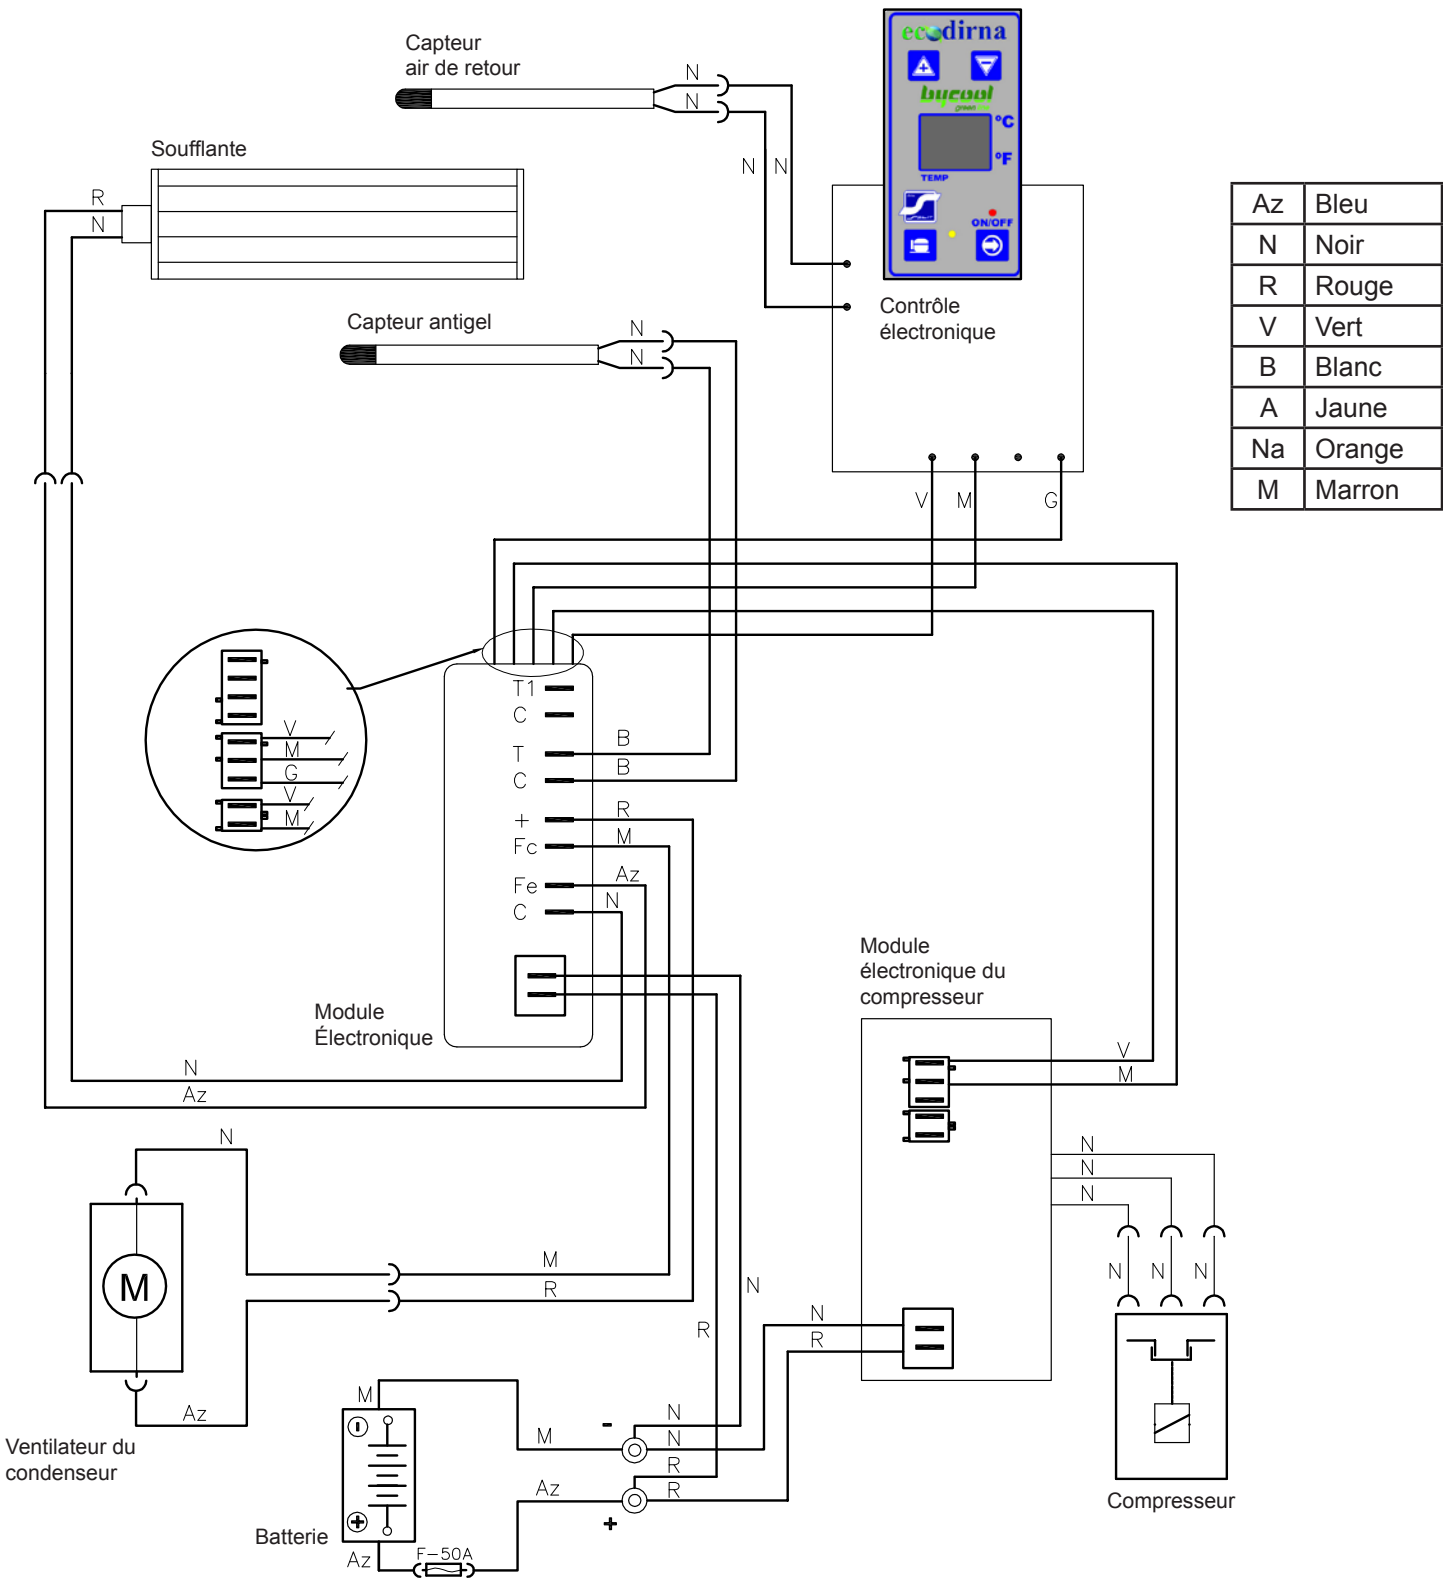 Capteur
air de retour
N
N
N
N
ecodirna
bycool
green line
°C
°F
TEMP
ON/OFF
Contrôle
électronique
Az Bleu
N Noir
R Rouge
V Vert
B Blanc
A Jaune
Na Orange
M Marron
Soufflante
R
N
Capteur antigel
N
N
V
M
G
V
M
G
V
M
T1
C
T
C
+
Fc
Fe
C
B
B
R
M
Az
N
Module
Électronique
N
Az
Module
électronique du
compresseur
V
M
N
N
N
N
N
N
Compresseur
N
M
Az
Ventilateur du
condenseur
M
R
N
R
N
R
M
M
-
N
N
R
R
Az
+
Batterie
Az
F-50A